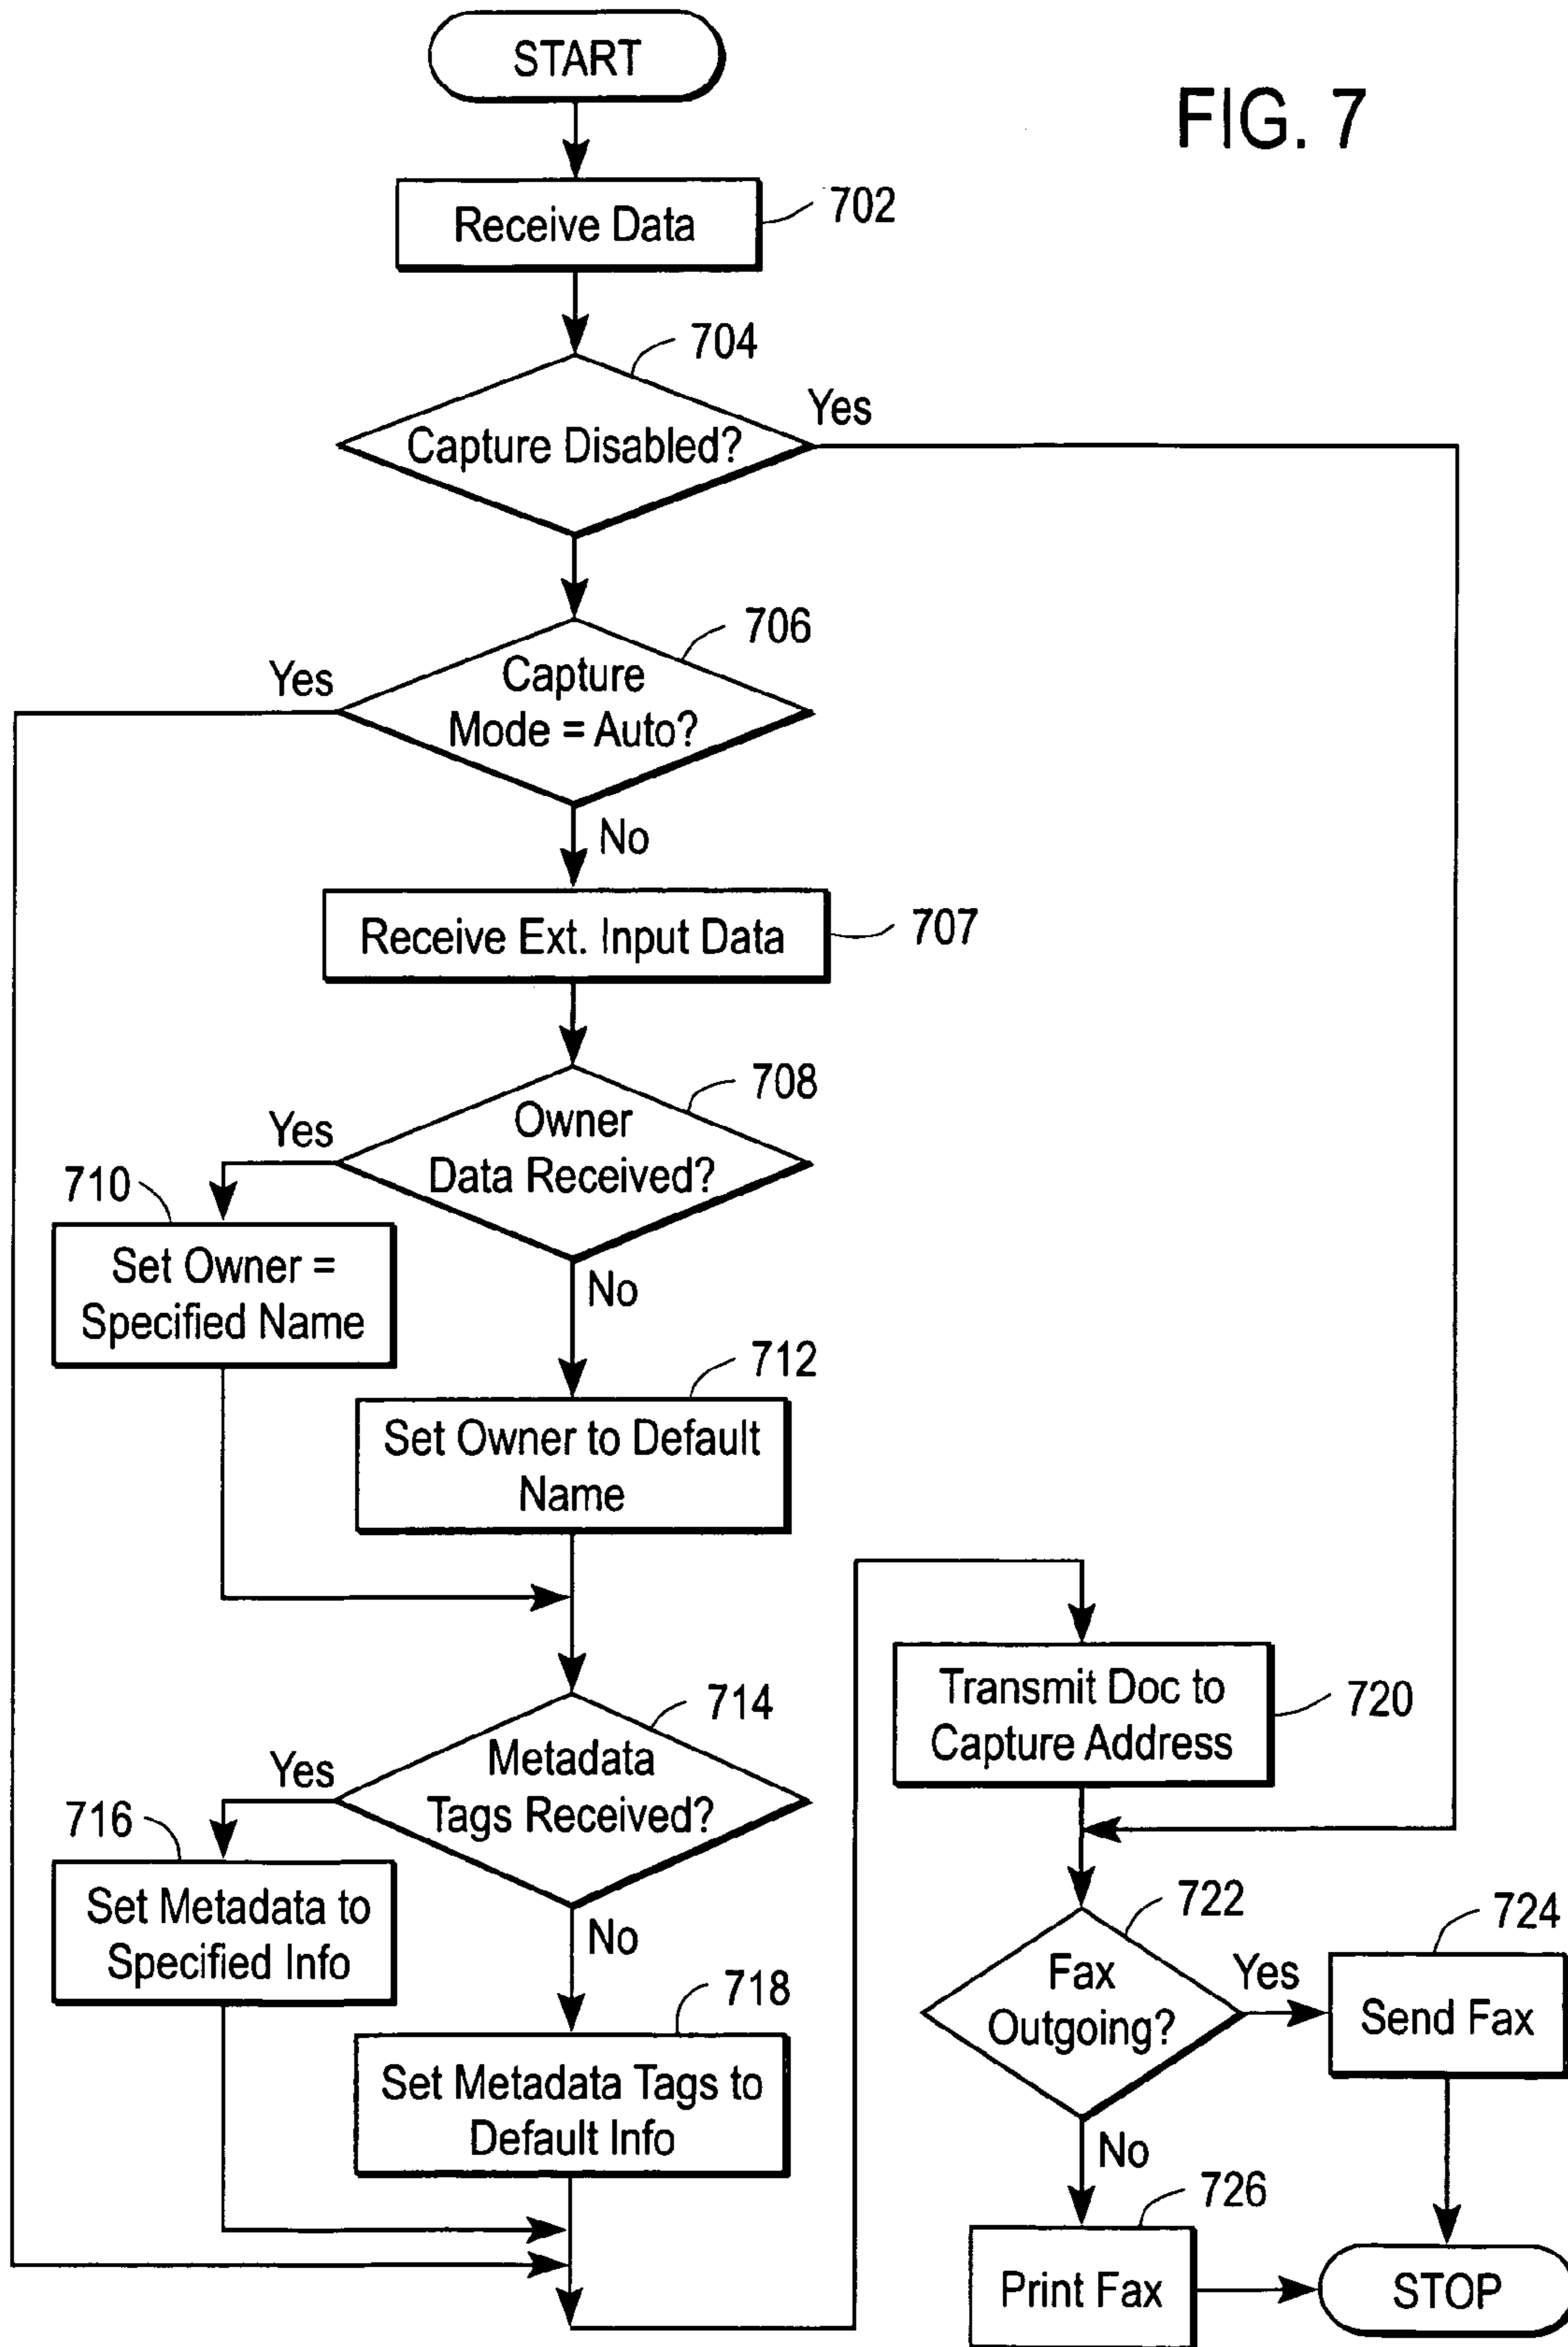 START
FIG. 7
Receive Data
702
704
Capture Disabled?
Yes
706
Yes
Capture
Mode = Auto?
No
Receive Ext. Input Data
707
708
Yes
Owner
Data Received?
710
Set Owner =
Specified Name
No
712
Set Owner to Default
Name
714
Yes
Metadata
Tags Received?
716
Set Metadata to
Specified Info
No
718
Set Metadata Tags to
Default Info
Transmit Doc to
Capture Address
720
722
Fax
Outgoing?
Yes
724
Send Fax
No
726
Print Fax
STOP